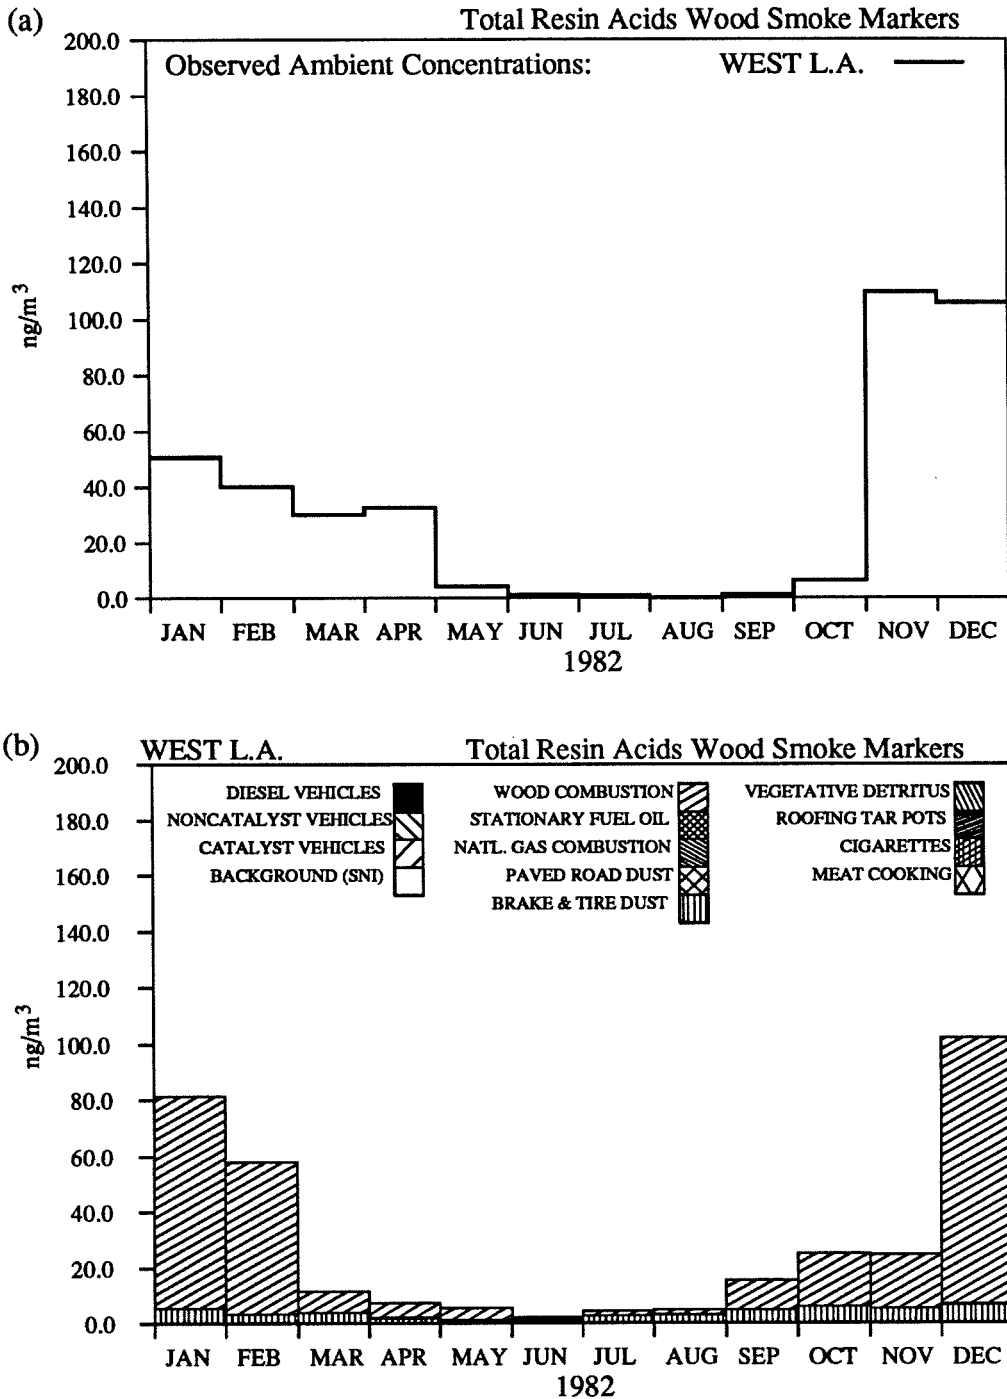 (a)
Total Resin Acids Wood Smoke Markers
Observed Ambient Concentrations: WEST L.A.
200.0
180.0
160.0
140.0
120.0
100.0
80.0
60.0
40.0
20.0
0.0
ng/m³
JAN FEB MAR APR MAY JUN JUL AUG SEP OCT NOV DEC
1982
(b)
WEST L.A. Total Resin Acids Wood Smoke Markers
DIESEL VEHICLES
NONCATALYST VEHICLES
CATALYST VEHICLES
BACKGROUND (SNI)
WOOD COMBUSTION
STATIONARY FUEL OIL
NATL. GAS COMBUSTION
PAVED ROAD DUST
BRAKE & TIRE DUST
VEGETATIVE DETRITUS
ROOFING TAR POTS
CIGARETTES
MEAT COOKING
200.0
180.0
160.0
140.0
120.0
100.0
80.0
60.0
40.0
20.0
0.0
ng/m³
JAN FEB MAR APR MAY JUN JUL AUG SEP OCT NOV DEC
1982